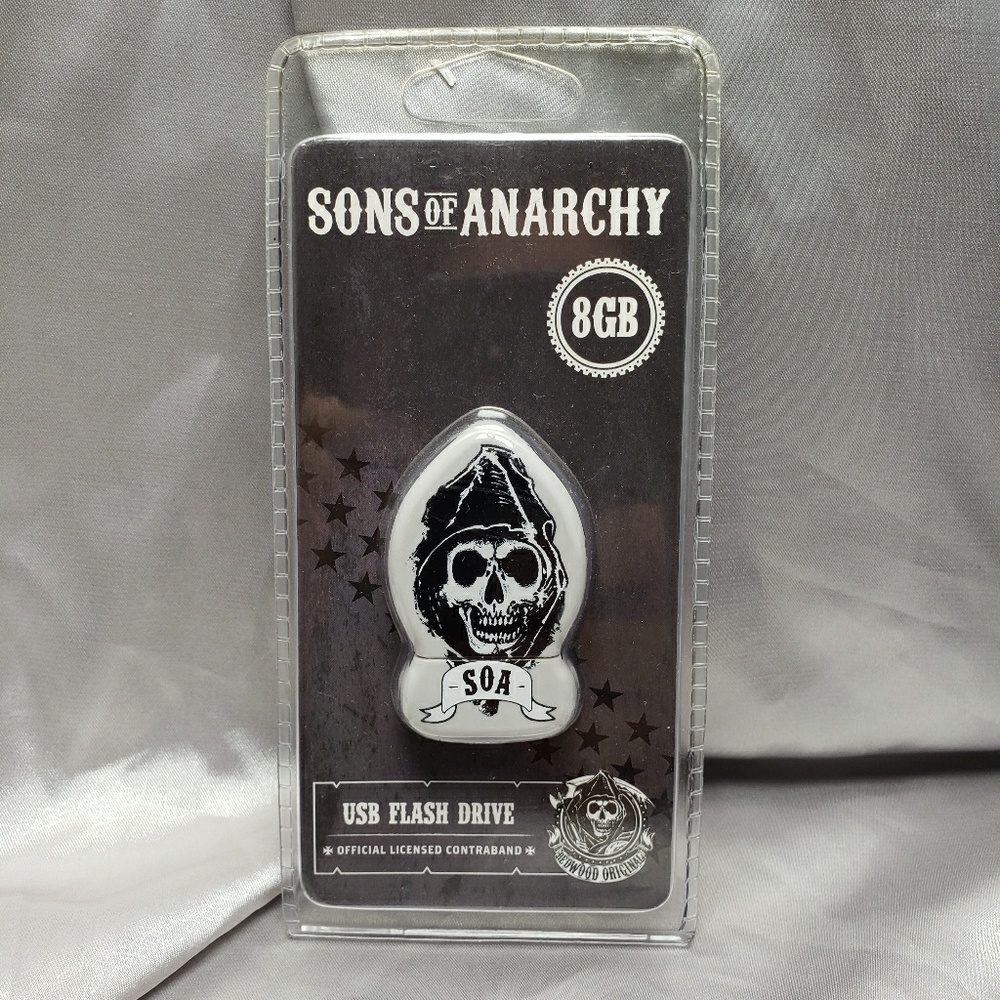 SONS OF ANARCHY
8GB
SOA
USB FLASH DRIVE
OFFICIAL LICENSED CONTRABAND
REDWOOD ORIGINAL